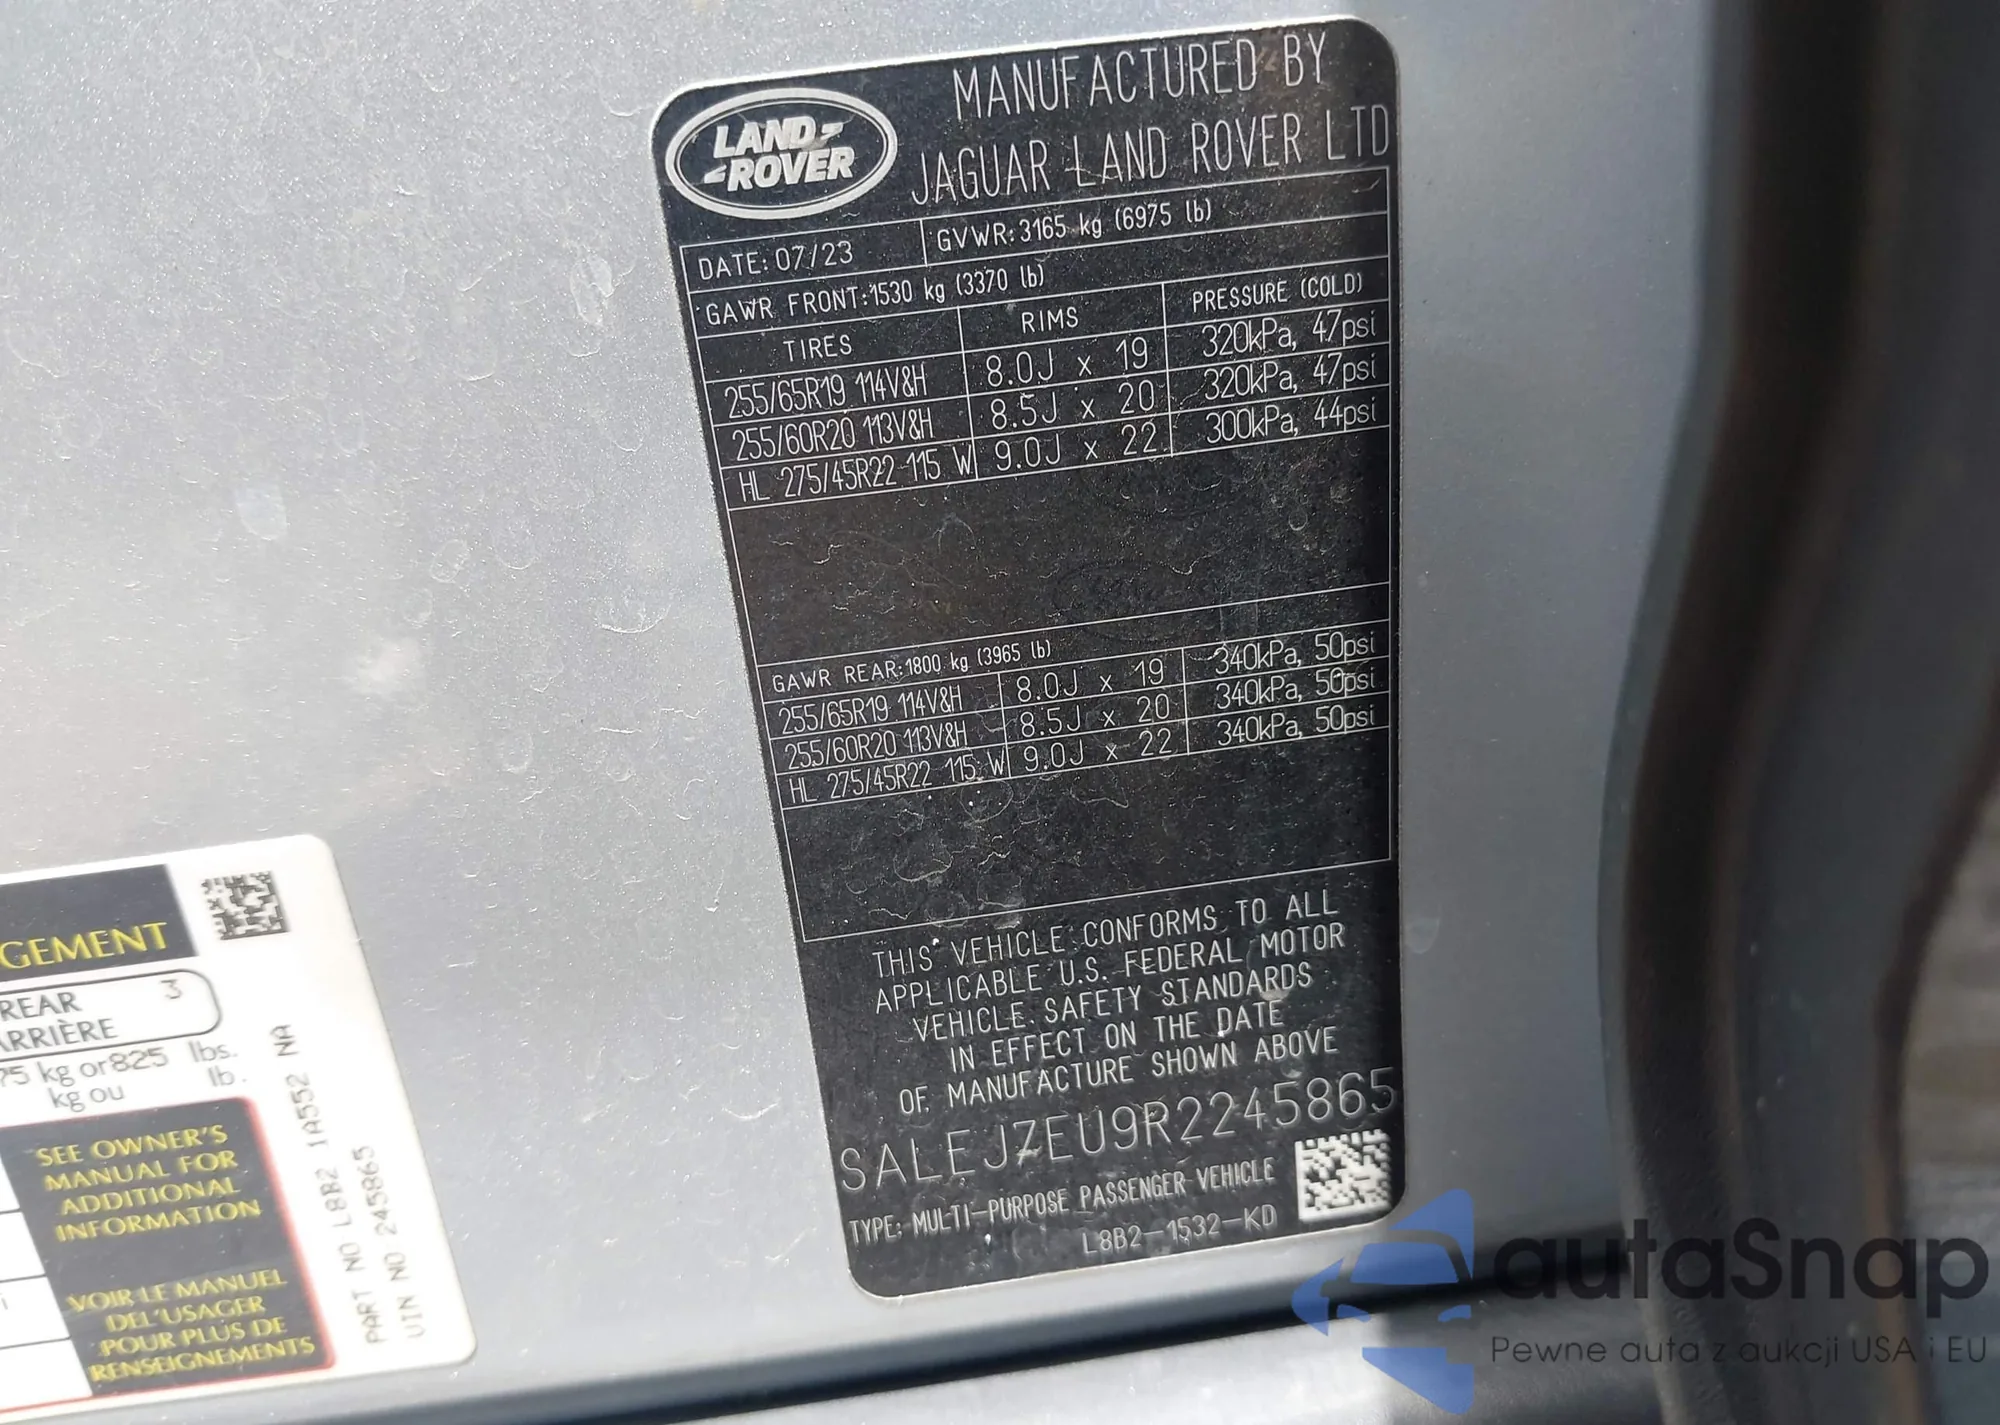 LAND
ROVER
MANUFACTURED BY
JAGUAR LAND ROVER LTD
DATE: 07/23
GVWR: 3165 kg (6975 lb)
GAWR FRONT: 1530 kg (3370 lb)
TIRES RIMS PRESSURE (COLD)
255/65R19 114V&H 8.0J x 19 320kPa, 47psi
255/60R20 113V&H 8.5J x 20 320kPa, 47psi
HL 275/45R22 115 W 9.0J x 22 300kPa, 44psi
GAWR REAR: 1800 kg (3965 lb)
255/65R19 114V&H 8.0J x 19 340kPa, 50psi
255/60R20 113V&H 8.5J x 20 340kPa, 50psi
HL 275/45R22 115 W 9.0J x 22 340kPa, 50psi
THIS VEHICLE CONFORMS TO ALL
APPLICABLE U.S. FEDERAL MOTOR
VEHICLE SAFETY STANDARDS
IN EFFECT ON THE DATE
OF MANUFACTURE SHOWN ABOVE
SALEJ7EU9R2245865
TYPE: MULTI-PURPOSE PASSENGER VEHICLE
L8B2-1532-KD
GEMENT
REAR 3
ARRIÈRE
75 kg or 825 lbs.
kg ou lb.
SEE OWNER'S
MANUAL FOR
ADDITIONAL
INFORMATION
VOIR LE MANUEL
DEL'USAGER
POUR PLUS DE
RENSEIGNEMENTS
PART NO L8B2 1A552 NA
VIN NO 245865
autaSnap
Pewne auta z aukcji USA i EU